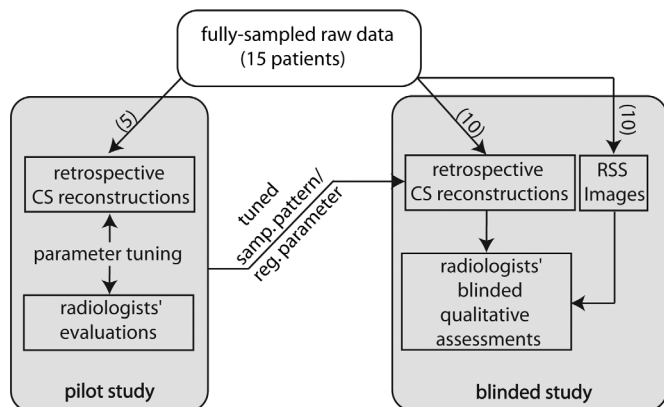 fully-sampled raw data
(15 patients)
(5)
(10)
(10)
retrospective
CS reconstructions
parameter tuning
radiologists'
evaluations
pilot study
tuned
samp. pattern/
reg. parameter
retrospective
CS reconstructions
RSS
Images
radiologists'
blinded
qualitative
assessments
blinded study